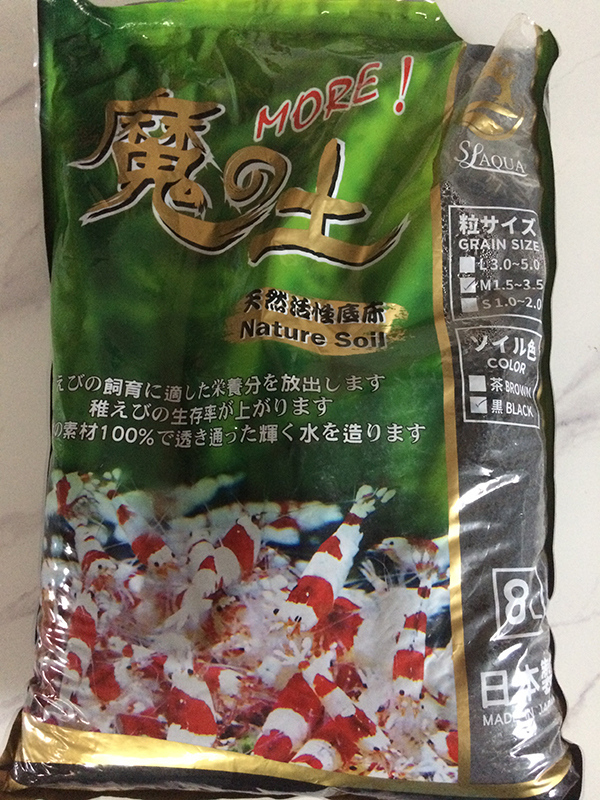 MORE!
魔の土
天然活性底床
Nature Soil
えびの飼育に適した栄養分を放出します
稚えびの生存率が上がります
の素材100%で透き通った輝く水を造ります
SLAQUA
粒サイズ
GRAIN SIZE
L 3.0~5.0
M1.5~3.5
S 1.0~2.0
ソイル色
COLOR
茶 BROWN
黒 BLACK
8
日本
MADE IN